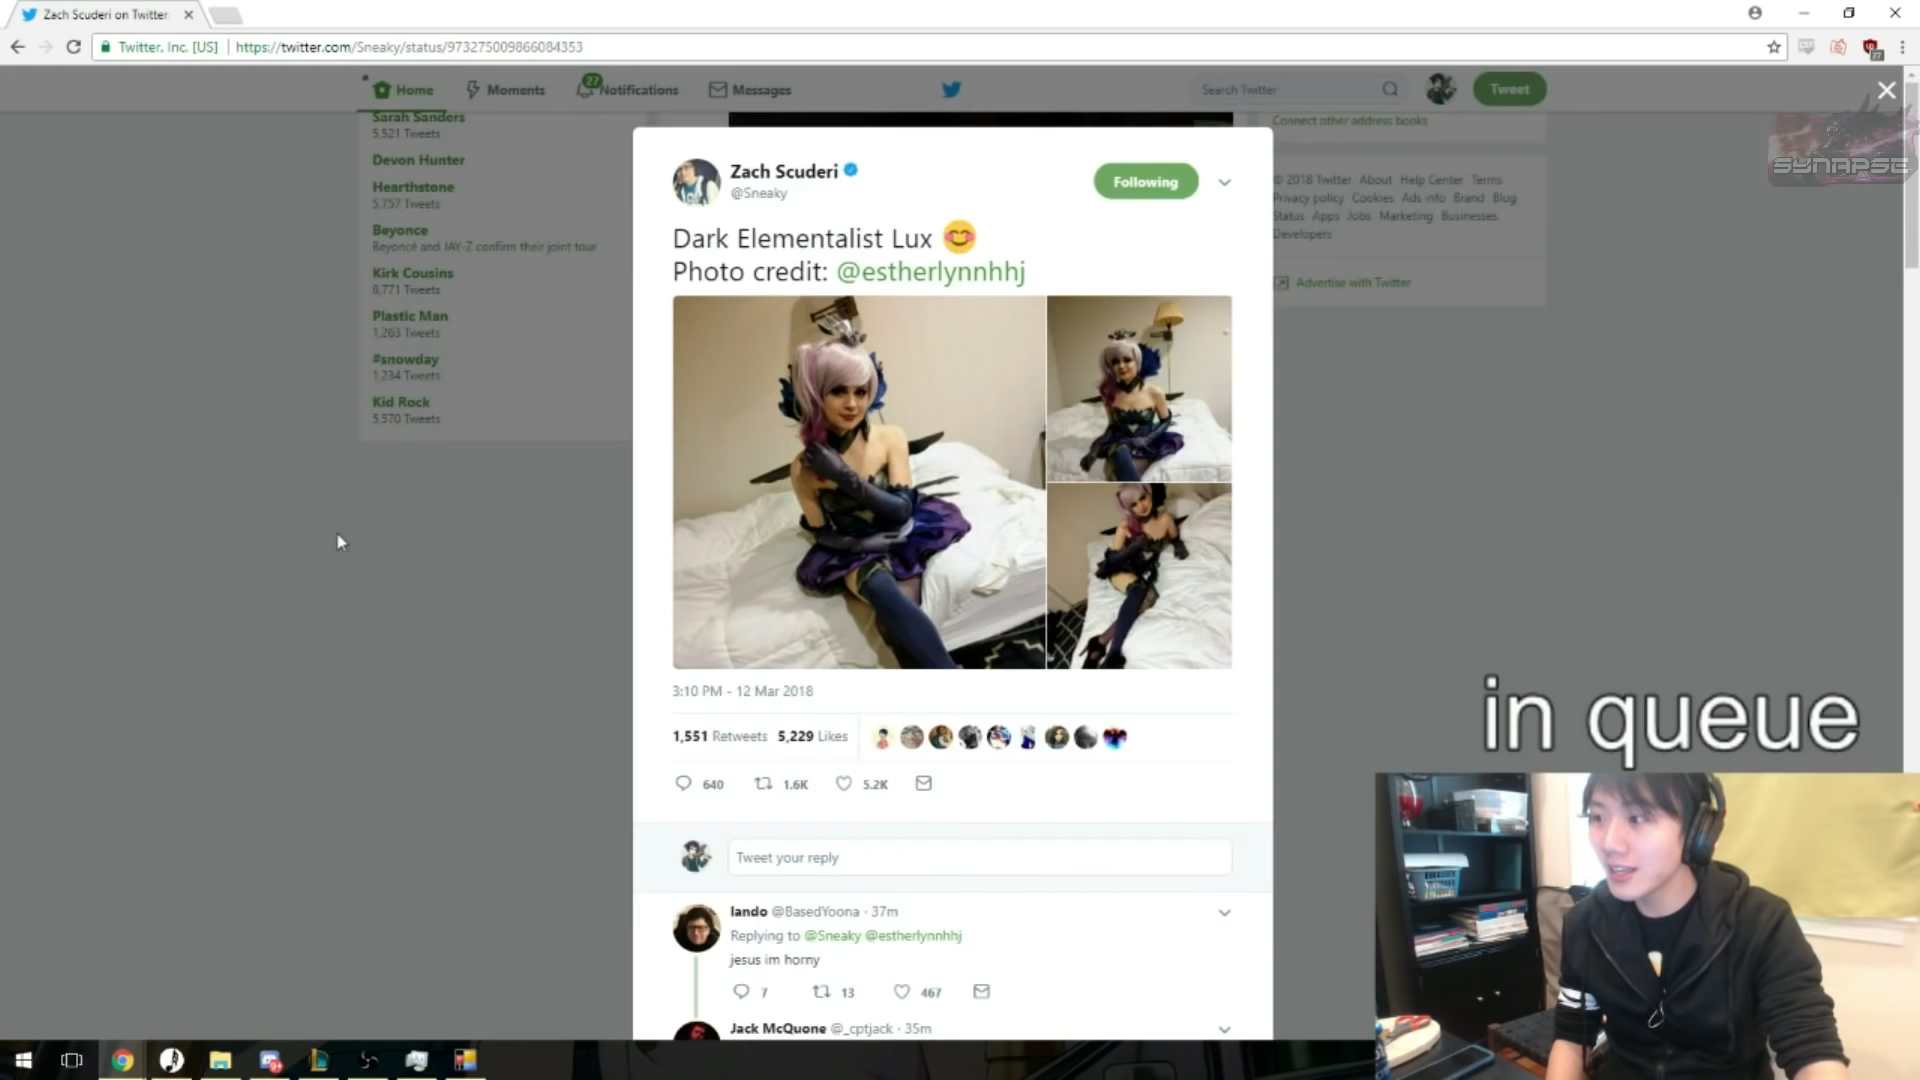 Zach Scuderi on Twitter:
Twitter, Inc. [US] | https://twitter.com/Sneaky/status/973275009866084353
Home
Moments
27
Notifications
Messages
Search Twitter
Tweet
Sarah Sanders
5,521 Tweets
Devon Hunter
Hearthstone
5,757 Tweets
Beyonce
Beyoncé and JAY-Z confirm their joint tour
Kirk Cousins
8,771 Tweets
Plastic Man
1,263 Tweets
#snowday
1,234 Tweets
Kid Rock
5,570 Tweets
Zach Scuderi
@Sneaky
Following
Dark Elementalist Lux 😊
Photo credit: @estherlynnhhj
3:10 PM - 12 Mar 2018
1,551 Retweets 5,229 Likes
640 1.6K 5.2K
Tweet your reply
lando @BasedYoona · 37m
Replying to @Sneaky @estherlynnhhj
jesus im horny
7 13 467
Jack McQuone @_cptjack · 35m
Connect other address books
© 2018 Twitter About Help Center Terms
Privacy policy Cookies Ads info Brand Blog
Status Apps Jobs Marketing Businesses
Developers
Advertise with Twitter
SYNAPSE
in queue